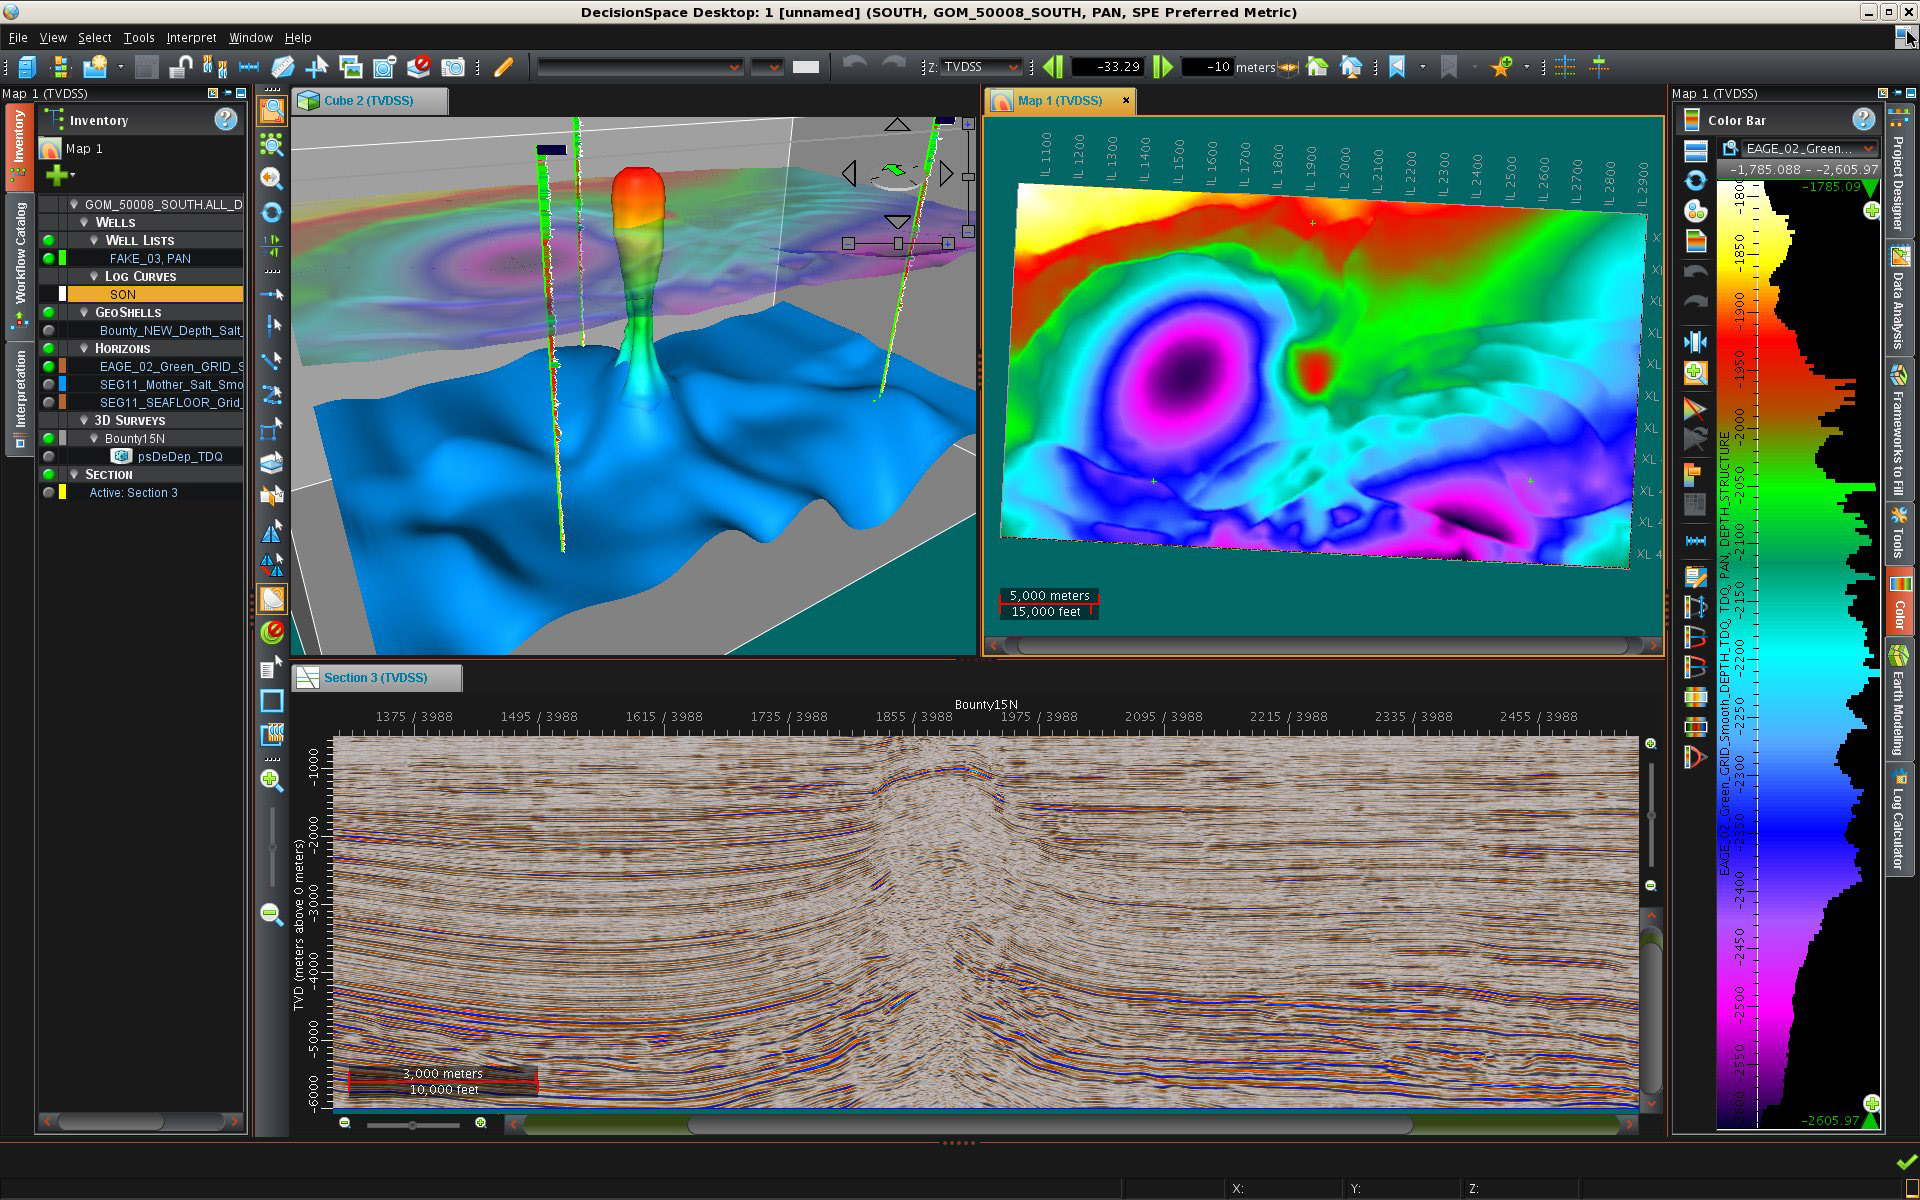 DecisionSpace Desktop: 1 [unnamed] (SOUTH, GOM_50008_SOUTH, PAN, SPE Preferred Metric)
File View Select Tools Interpret Window Help
Z: TVDSS -33.29 -10 meters
Map 1 (TVDSS)
Inventory
Map 1
GOM_50008_SOUTH.ALL_D
WELLS
WELL LISTS
FAKE_03, PAN
LOG CURVES
SON
GEOSHELLS
Bounty_NEW_Depth_Salt_
HORIZONS
EAGE_02_Green_GRID_S
SEG11_Mother_Salt_Smo
SEG11_SEAFLOOR_Grid_
3D SURVEYS
Bounty15N
psDeDep_TDQ
SECTION
Active: Section 3
Inventory
Workflow Catalog
Interpretation
Cube 2 (TVDSS)
Map 1 (TVDSS)
IL 1100 IL 1200 IL 1300 IL 1400 IL 1500 IL 1600 IL 1700 IL 1800 IL 1900 IL 2000 IL 2100 IL 2200 IL 2300 IL 2400 IL 2500 IL 2600 IL 2700 IL 2800 IL 2900
X
XL
XL
XL
XL
XL
XL
XL
XL 4
XL 4
XL 4
5,000 meters
15,000 feet
Section 3 (TVDSS)
Bounty15N
1375 / 3988 1495 / 3988 1615 / 3988 1735 / 3988 1855 / 3988 1975 / 3988 2095 / 3988 2215 / 3988 2335 / 3988 2455 / 3988
TVD (meters above 0 meters)
-1000
-2000
-3000
-4000
-5000
-6000
3,000 meters
10,000 feet
Map 1 (TVDSS)
Color Bar
EAGE_02_Green...
-1,785.088 - -2,605.97
-1785.09
-1800
-1850
-1900
-1950
-2000
-2050
-2100
-2150
-2200
-2250
-2300
-2350
-2400
-2450
-2500
-2550
-2600
-2605.97
EAGE_02_Green_GRID_Smooth_DEPTH_TDQ, TDQ, PAN, DEPTH, STRUCTURE
Project Designer
Data Analysis
Frameworks to Fill
Tools
Color
Earth Modeling
Log Calculator
X: Y: Z: